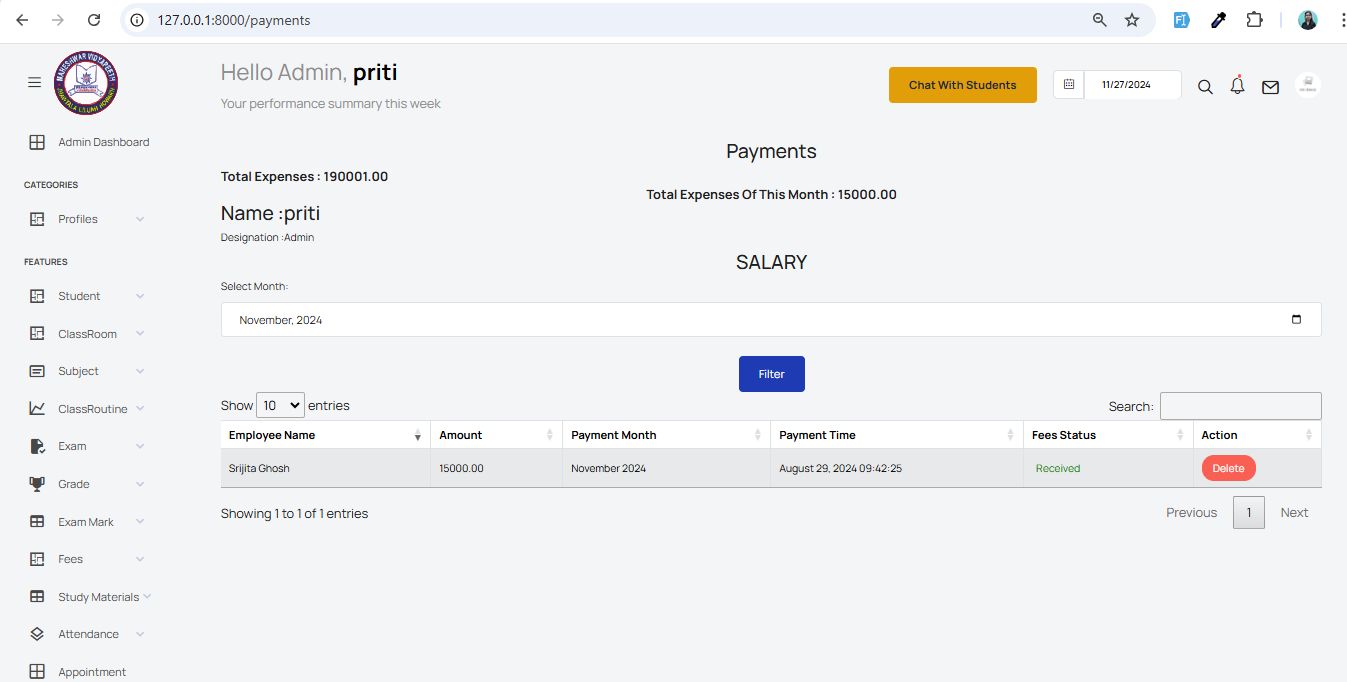 127.0.0.1:8000/payments
Hello Admin, priti
Your performance summary this week
Chat With Students
11/27/2024
Admin Dashboard
CATEGORIES
Profiles
FEATURES
Student
ClassRoom
Subject
ClassRoutine
Exam
Grade
Exam Mark
Fees
Study Materials
Attendance
Appointment
Payments
Total Expenses : 190001.00
Total Expenses Of This Month : 15000.00
Name :priti
Designation :Admin
SALARY
Select Month:
November, 2024
Filter
Show 10 entries
Search:
Employee Name Amount Payment Month Payment Time Fees Status Action
Srijita Ghosh 15000.00 November 2024 August 29, 2024 09:42:25 Received Delete
Showing 1 to 1 of 1 entries
Previous 1 Next